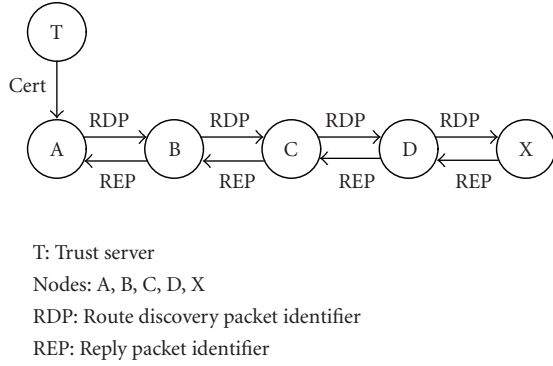 T
Cert
RDP RDP RDP RDP
A B C D X
REP REP REP REP
T: Trust server
Nodes: A, B, C, D, X
RDP: Route discovery packet identifier
REP: Reply packet identifier